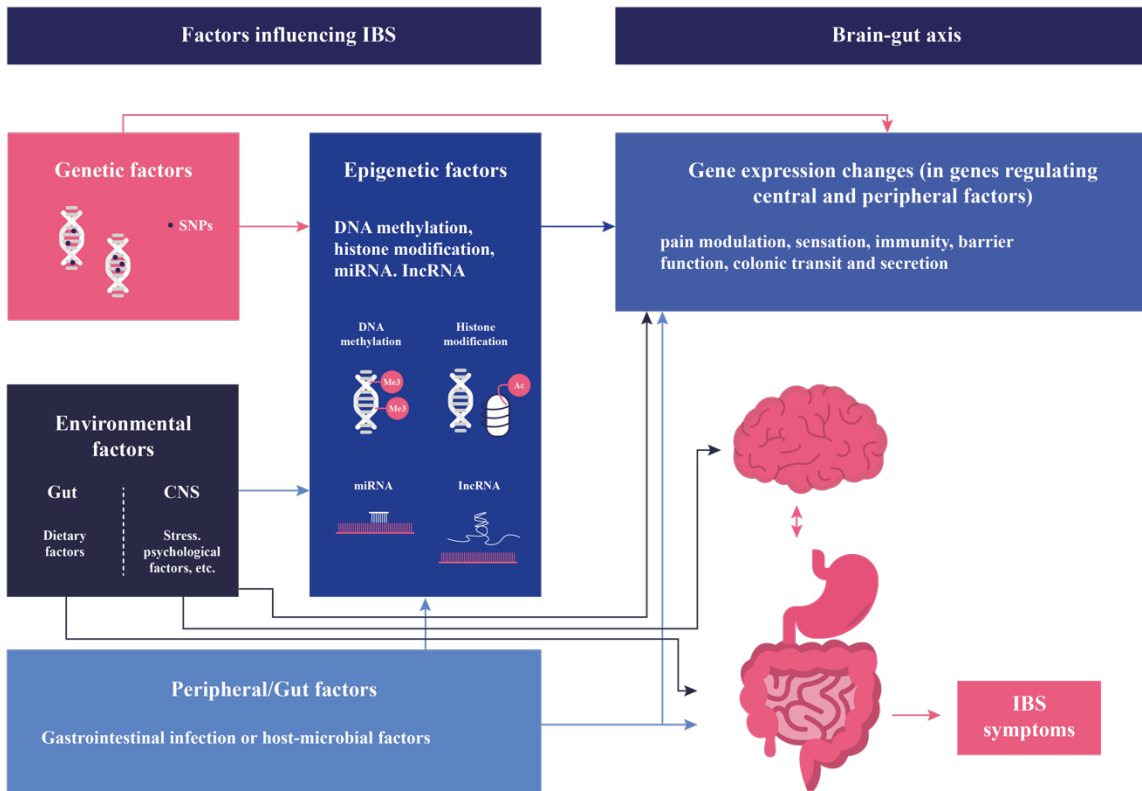 Factors influencing IBS
Brain-gut axis
Genetic factors
• SNPs
Epigenetic factors
DNA methylation,
histone modification,
miRNA. IncRNA
DNA
methylation
Histone
modification
Me3
Me3
Ac
miRNA
IncRNA
Gene expression changes (in genes regulating
central and peripheral factors)
pain modulation, sensation, immunity, barrier
function, colonic transit and secretion
Environmental
factors
Gut
CNS
Dietary
factors
Stress.
psychological
factors, etc.
Peripheral/Gut factors
Gastrointestinal infection or host-microbial factors
IBS
symptoms